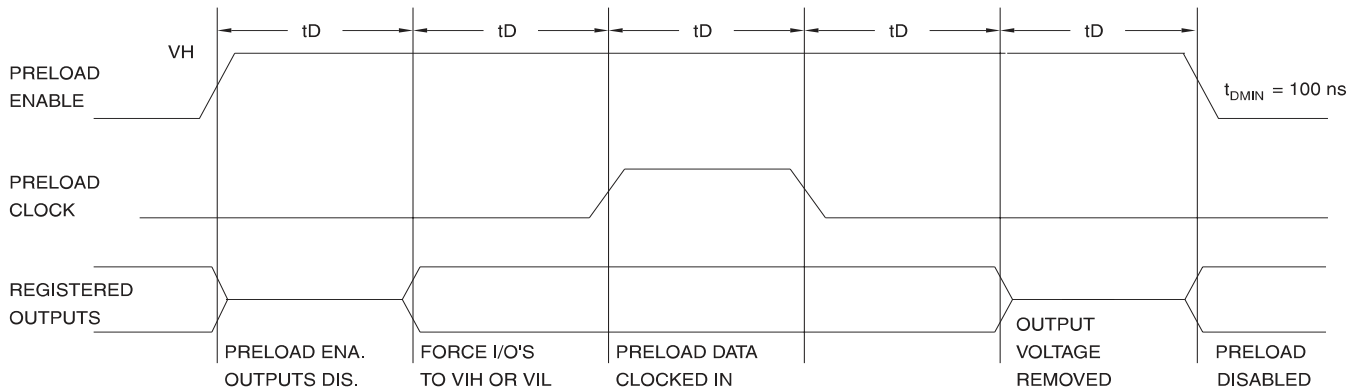 tD tD tD tD tD
VH
PRELOAD
ENABLE
tDMIN = 100 ns
PRELOAD
CLOCK
REGISTERED
OUTPUTS
PRELOAD ENA.
OUTPUTS DIS.
FORCE I/O'S
TO VIH OR VIL
PRELOAD DATA
CLOCKED IN
OUTPUT
VOLTAGE
REMOVED
PRELOAD
DISABLED